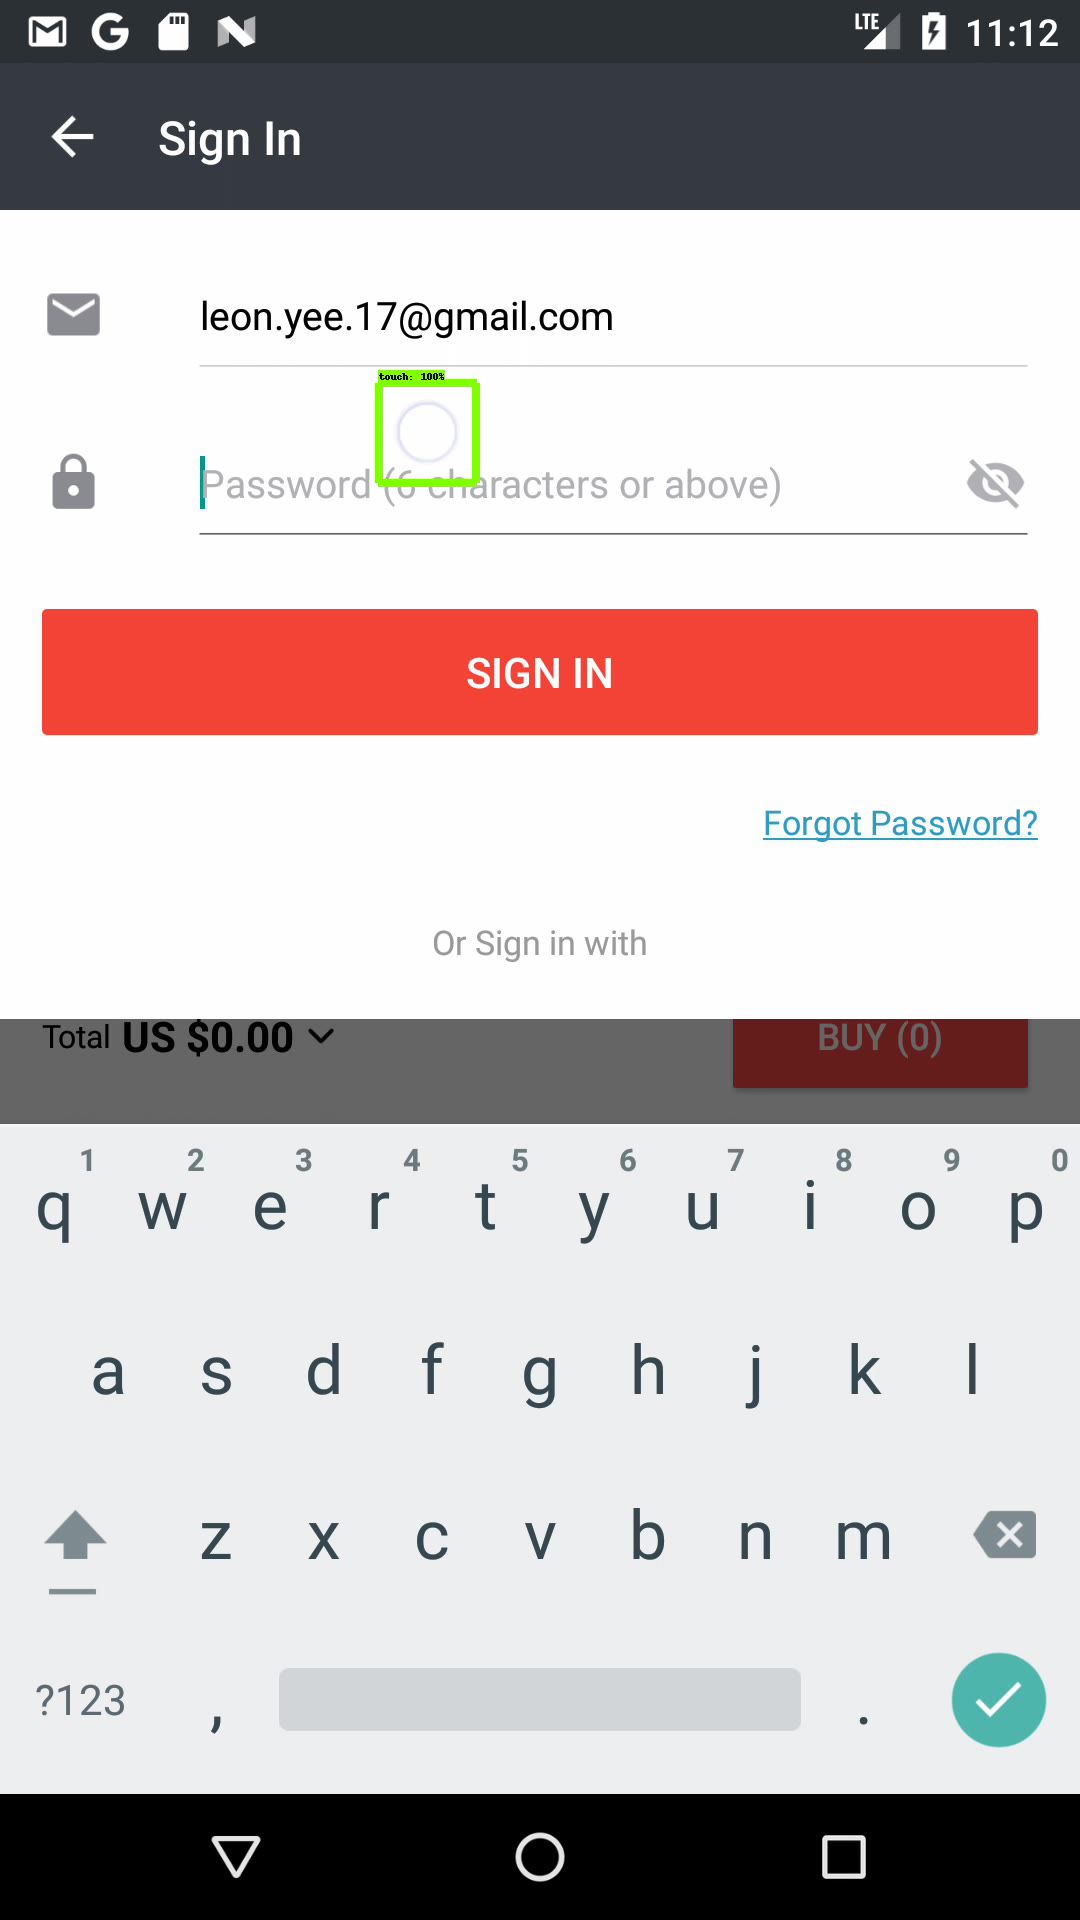 LTE 11:12
Sign In
leon.yee.17@gmail.com
touch: 100%
Password (6 characters or above)
SIGN IN
Forgot Password?
Or Sign in with
Total US $0.00 BUY (0)
1 2 3 4 5 6 7 8 9 0
q w e r t y u i o p
a s d f g h j k l
z x c v b n m
?123 , .